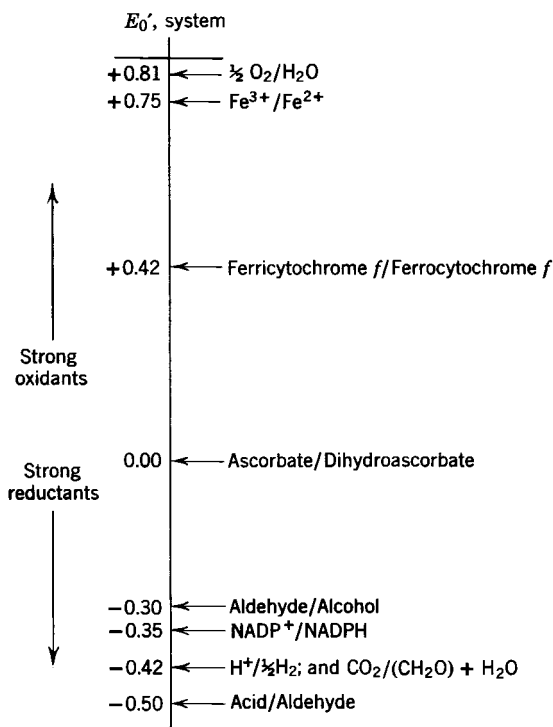 E₀′, system
+0.81 ½ O₂/H₂O
+0.75 Fe³⁺/Fe²⁺
+0.42 Ferricytochrome f/Ferrocytochrome f
Strong
oxidants
0.00 Ascorbate/Dihydroascorbate
Strong
reductants
−0.30 Aldehyde/Alcohol
−0.35 NADP⁺/NADPH
−0.42 H⁺/½H₂; and CO₂/(CH₂O) + H₂O
−0.50 Acid/Aldehyde